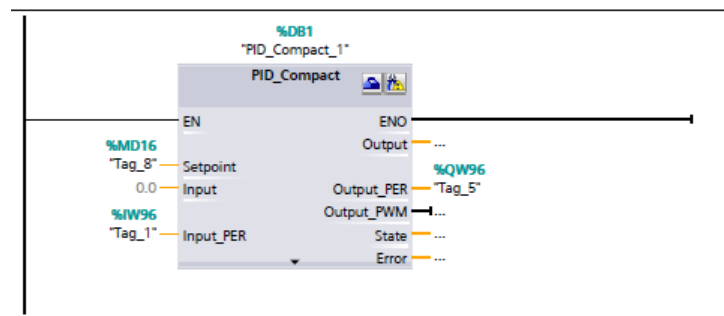 %DB1
"PID_Compact_1"
PID_Compact
EN ENO
Output ...
%MD16
"Tag_8" Setpoint
%QW96
0.0 Input Output_PER "Tag_5"
Output_PWM ...
%IW96
"Tag_1" Input_PER State ...
Error ...